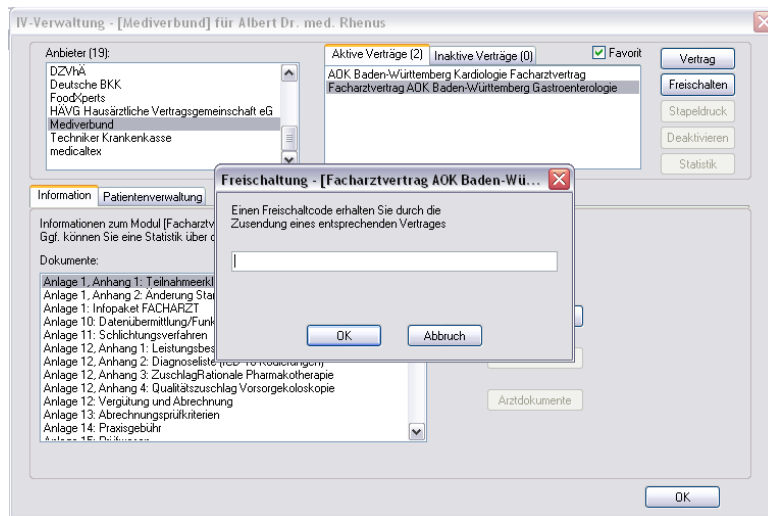 IV-Verwaltung - [Mediverbund] für Albert Dr. med. Rhenus
Anbieter (19):
DZVhÄ
Deutsche BKK
FoodXperts
HÄVG Hausärztliche Vertragsgemeinschaft eG
Mediverbund
Techniker Krankenkasse
medicaltex
Aktive Verträge (2)
Inaktive Verträge (0)
Favorit
AOK Baden-Württemberg Kardiologie Facharztvertrag
Facharztvertrag AOK Baden-Württemberg Gastroenterologie
Vertrag
Freischalten
Stapeldruck
Deaktivieren
Statistik
Freischaltung - [Facharztvertrag AOK Baden-Wü...
Einen Freischaltcode erhalten Sie durch die
Zusendung eines entsprechenden Vertrages
OK
Abbruch
Information
Patientenverwaltung
Informationen zum Modul [Facharztv
Ggf. können Sie eine Statistik über
Dokumente:
Anlage 1, Anhang 1: Teilnahmeerkl
Anlage 1, Anhang 2: Änderung Sta
Anlage 1: Infopaket FACHARZT
Anlage 10: Datenübermittlung/Funk
Anlage 11: Schlichtungsverfahren
Anlage 12, Anhang 1: Leistungsbes
Anlage 12, Anhang 2: Diagnoseliste (ICD 10 Kodierungen)
Anlage 12, Anhang 3: ZuschlagRationale Pharmakotherapie
Anlage 12, Anhang 4: Qualitätszuschlag Vorsorgekoloskopie
Anlage 12: Vergütung und Abrechnung
Anlage 13: Abrechnungsprüfkriterien
Anlage 14: Praxisgebühr
Arztdokumente
OK